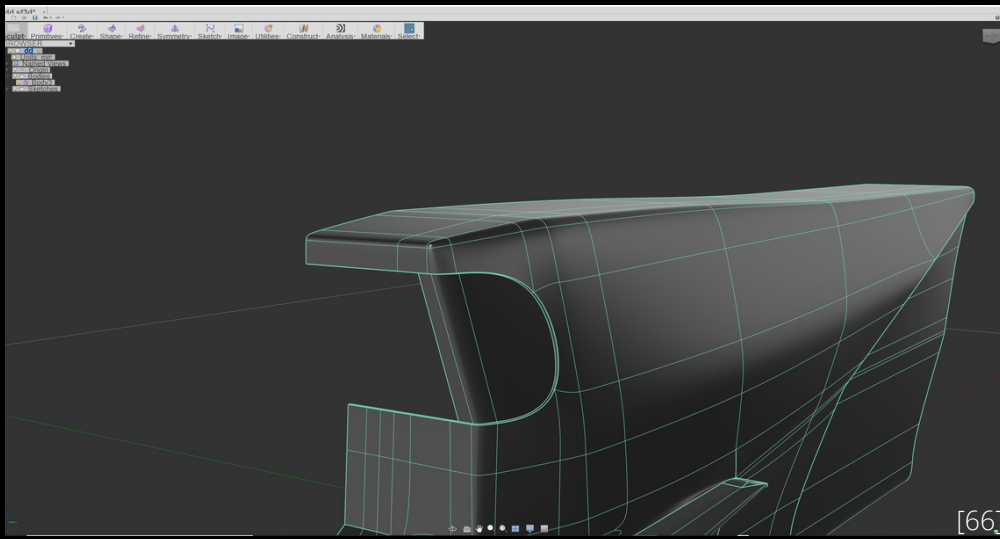 Sculpt Primitives Create Shape Refine Symmetry Sketch Image Utilities Construct Analysis Materials Select
BROWSER
Named Views
Origin
Bodies
Body3
Sketches
[66]